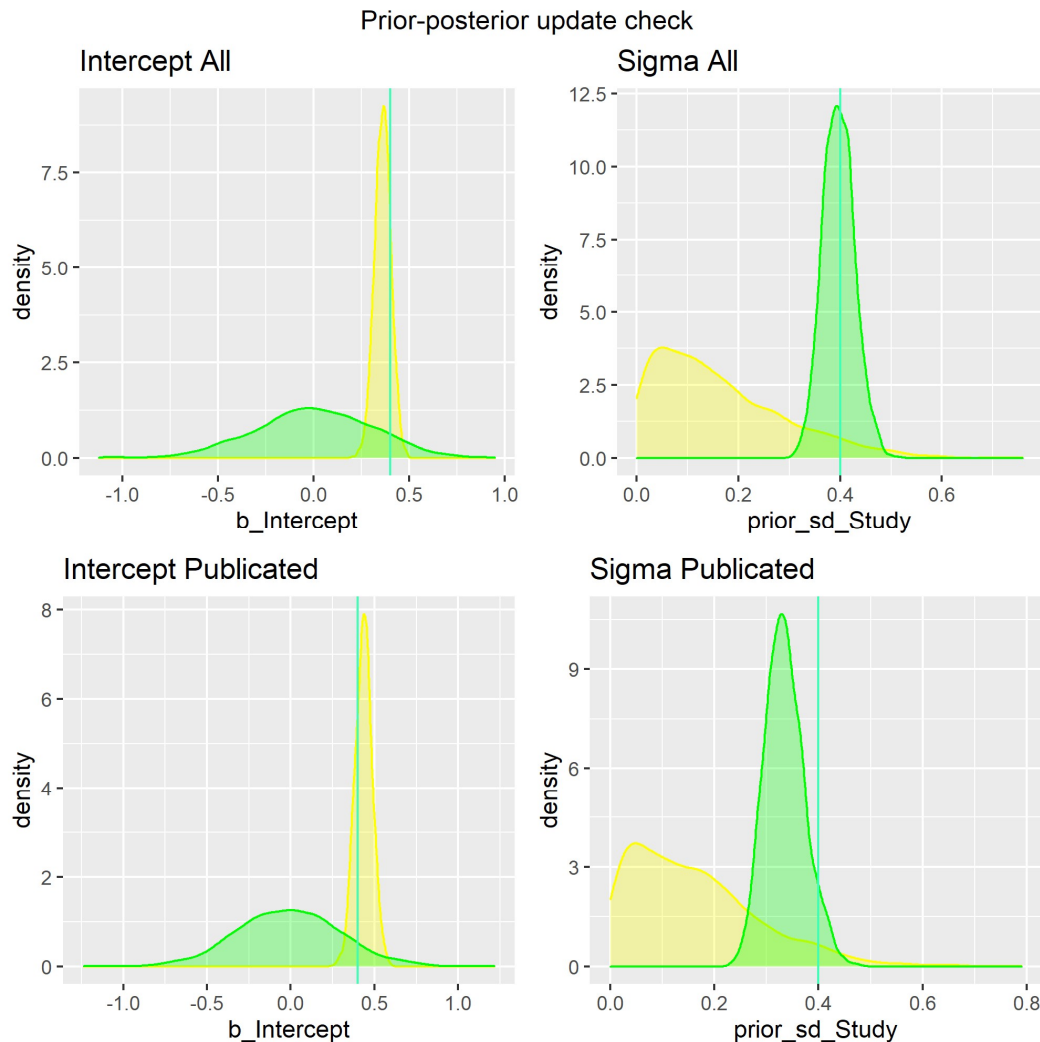 Prior-posterior update check
Intercept All
Sigma All
density
7.5
5.0
2.5
0.0
-1.0
-0.5
0.0
0.5
1.0
b_Intercept
density
12.5
10.0
7.5
5.0
2.5
0.0
0.0
0.2
0.4
0.6
prior_sd_Study
Intercept Publicated
Sigma Publicated
density
8
6
4
2
0
-1.0
-0.5
0.0
0.5
1.0
b_Intercept
density
9
6
3
0
0.0
0.2
0.4
0.6
0.8
prior_sd_Study